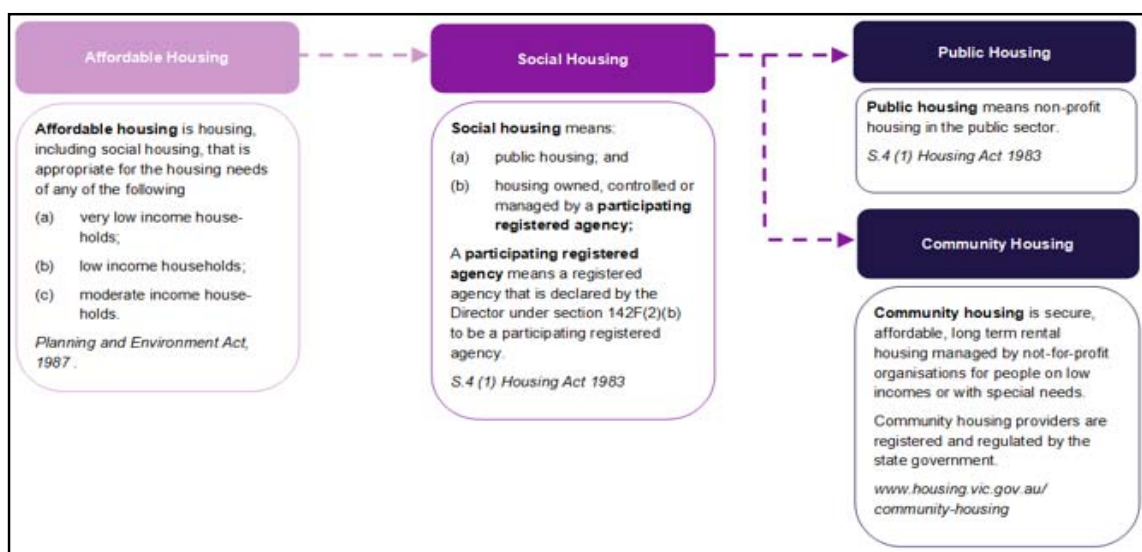 Affordable Housing
Affordable housing is housing,
including social housing, that is
appropriate for the housing needs
of any of the following
(a) very low income house-
holds;
(b) low income households;
(c) moderate income house-
holds.
Planning and Environment Act,
1987 .
Social Housing
Social housing means:
(a) public housing; and
(b) housing owned, controlled or
managed by a participating
registered agency;
A participating registered
agency means a registered
agency that is declared by the
Director under section 142F(2)(b)
to be a participating registered
agency.
S.4 (1) Housing Act 1983
Public Housing
Public housing means non-profit
housing in the public sector.
S.4 (1) Housing Act 1983
Community Housing
Community housing is secure,
affordable, long term rental
housing managed by not-for-profit
organisations for people on low
incomes or with special needs.
Community housing providers are
registered and regulated by the
state government.
www.housing.vic.gov.au/
community-housing